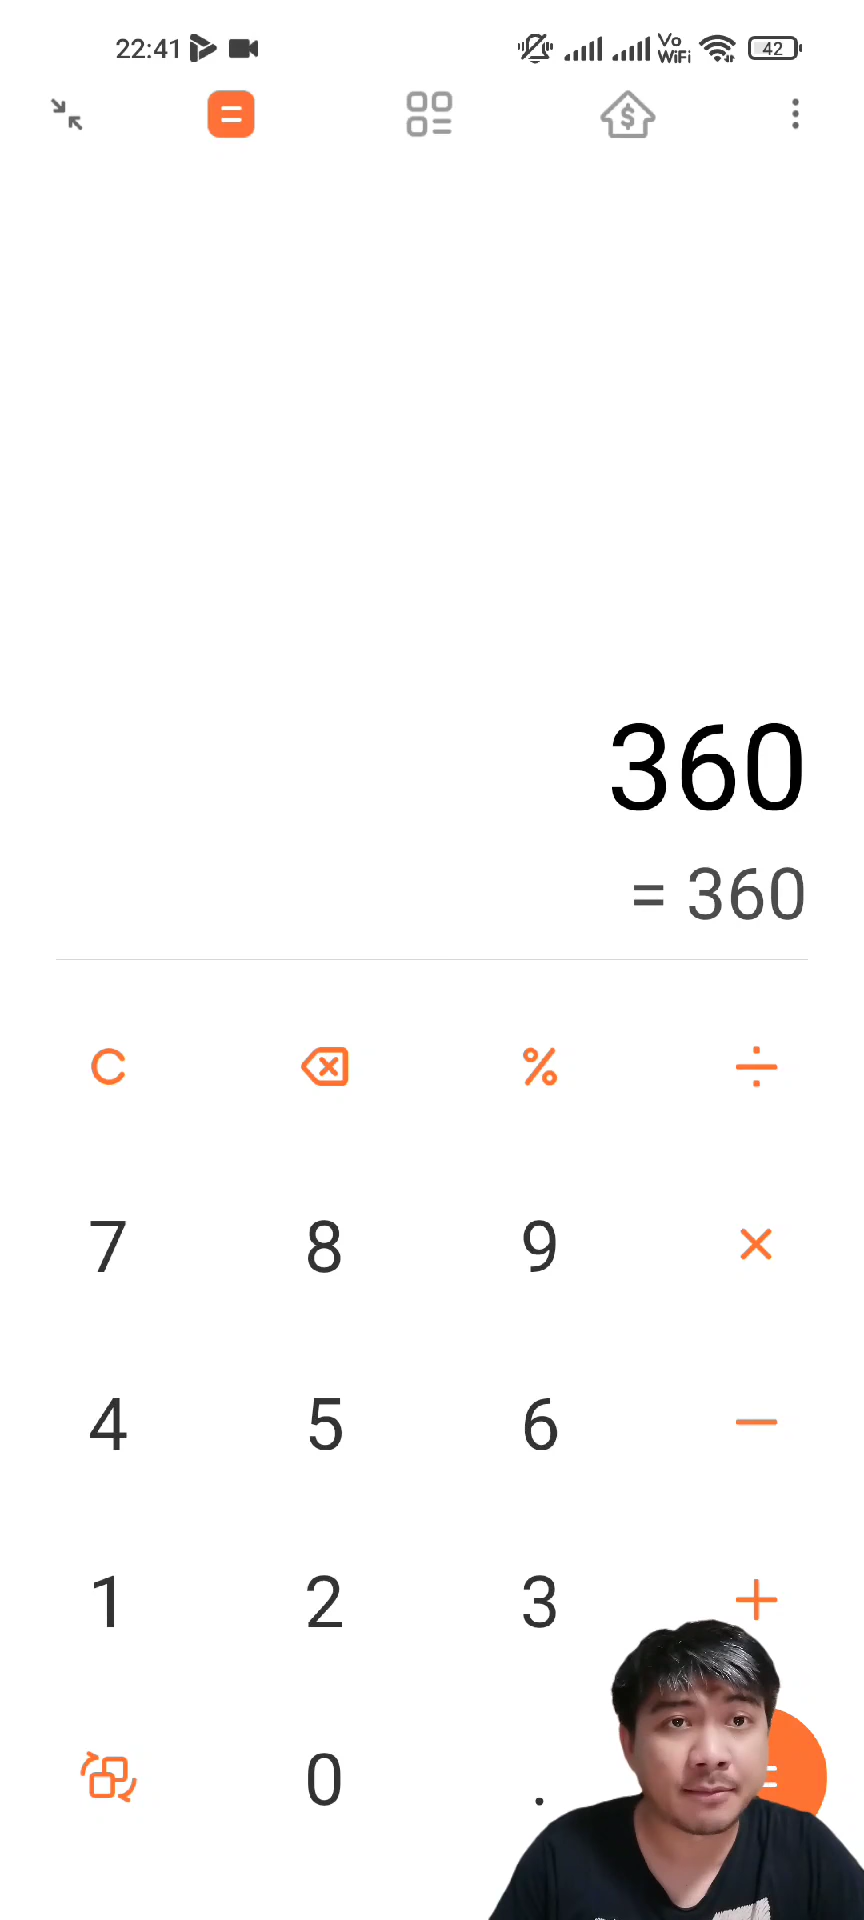 22:41 Vo WiFi 42
360
= 360
C % ÷
7 8 9 ×
4 5 6 −
1 2 3 +
0 . =